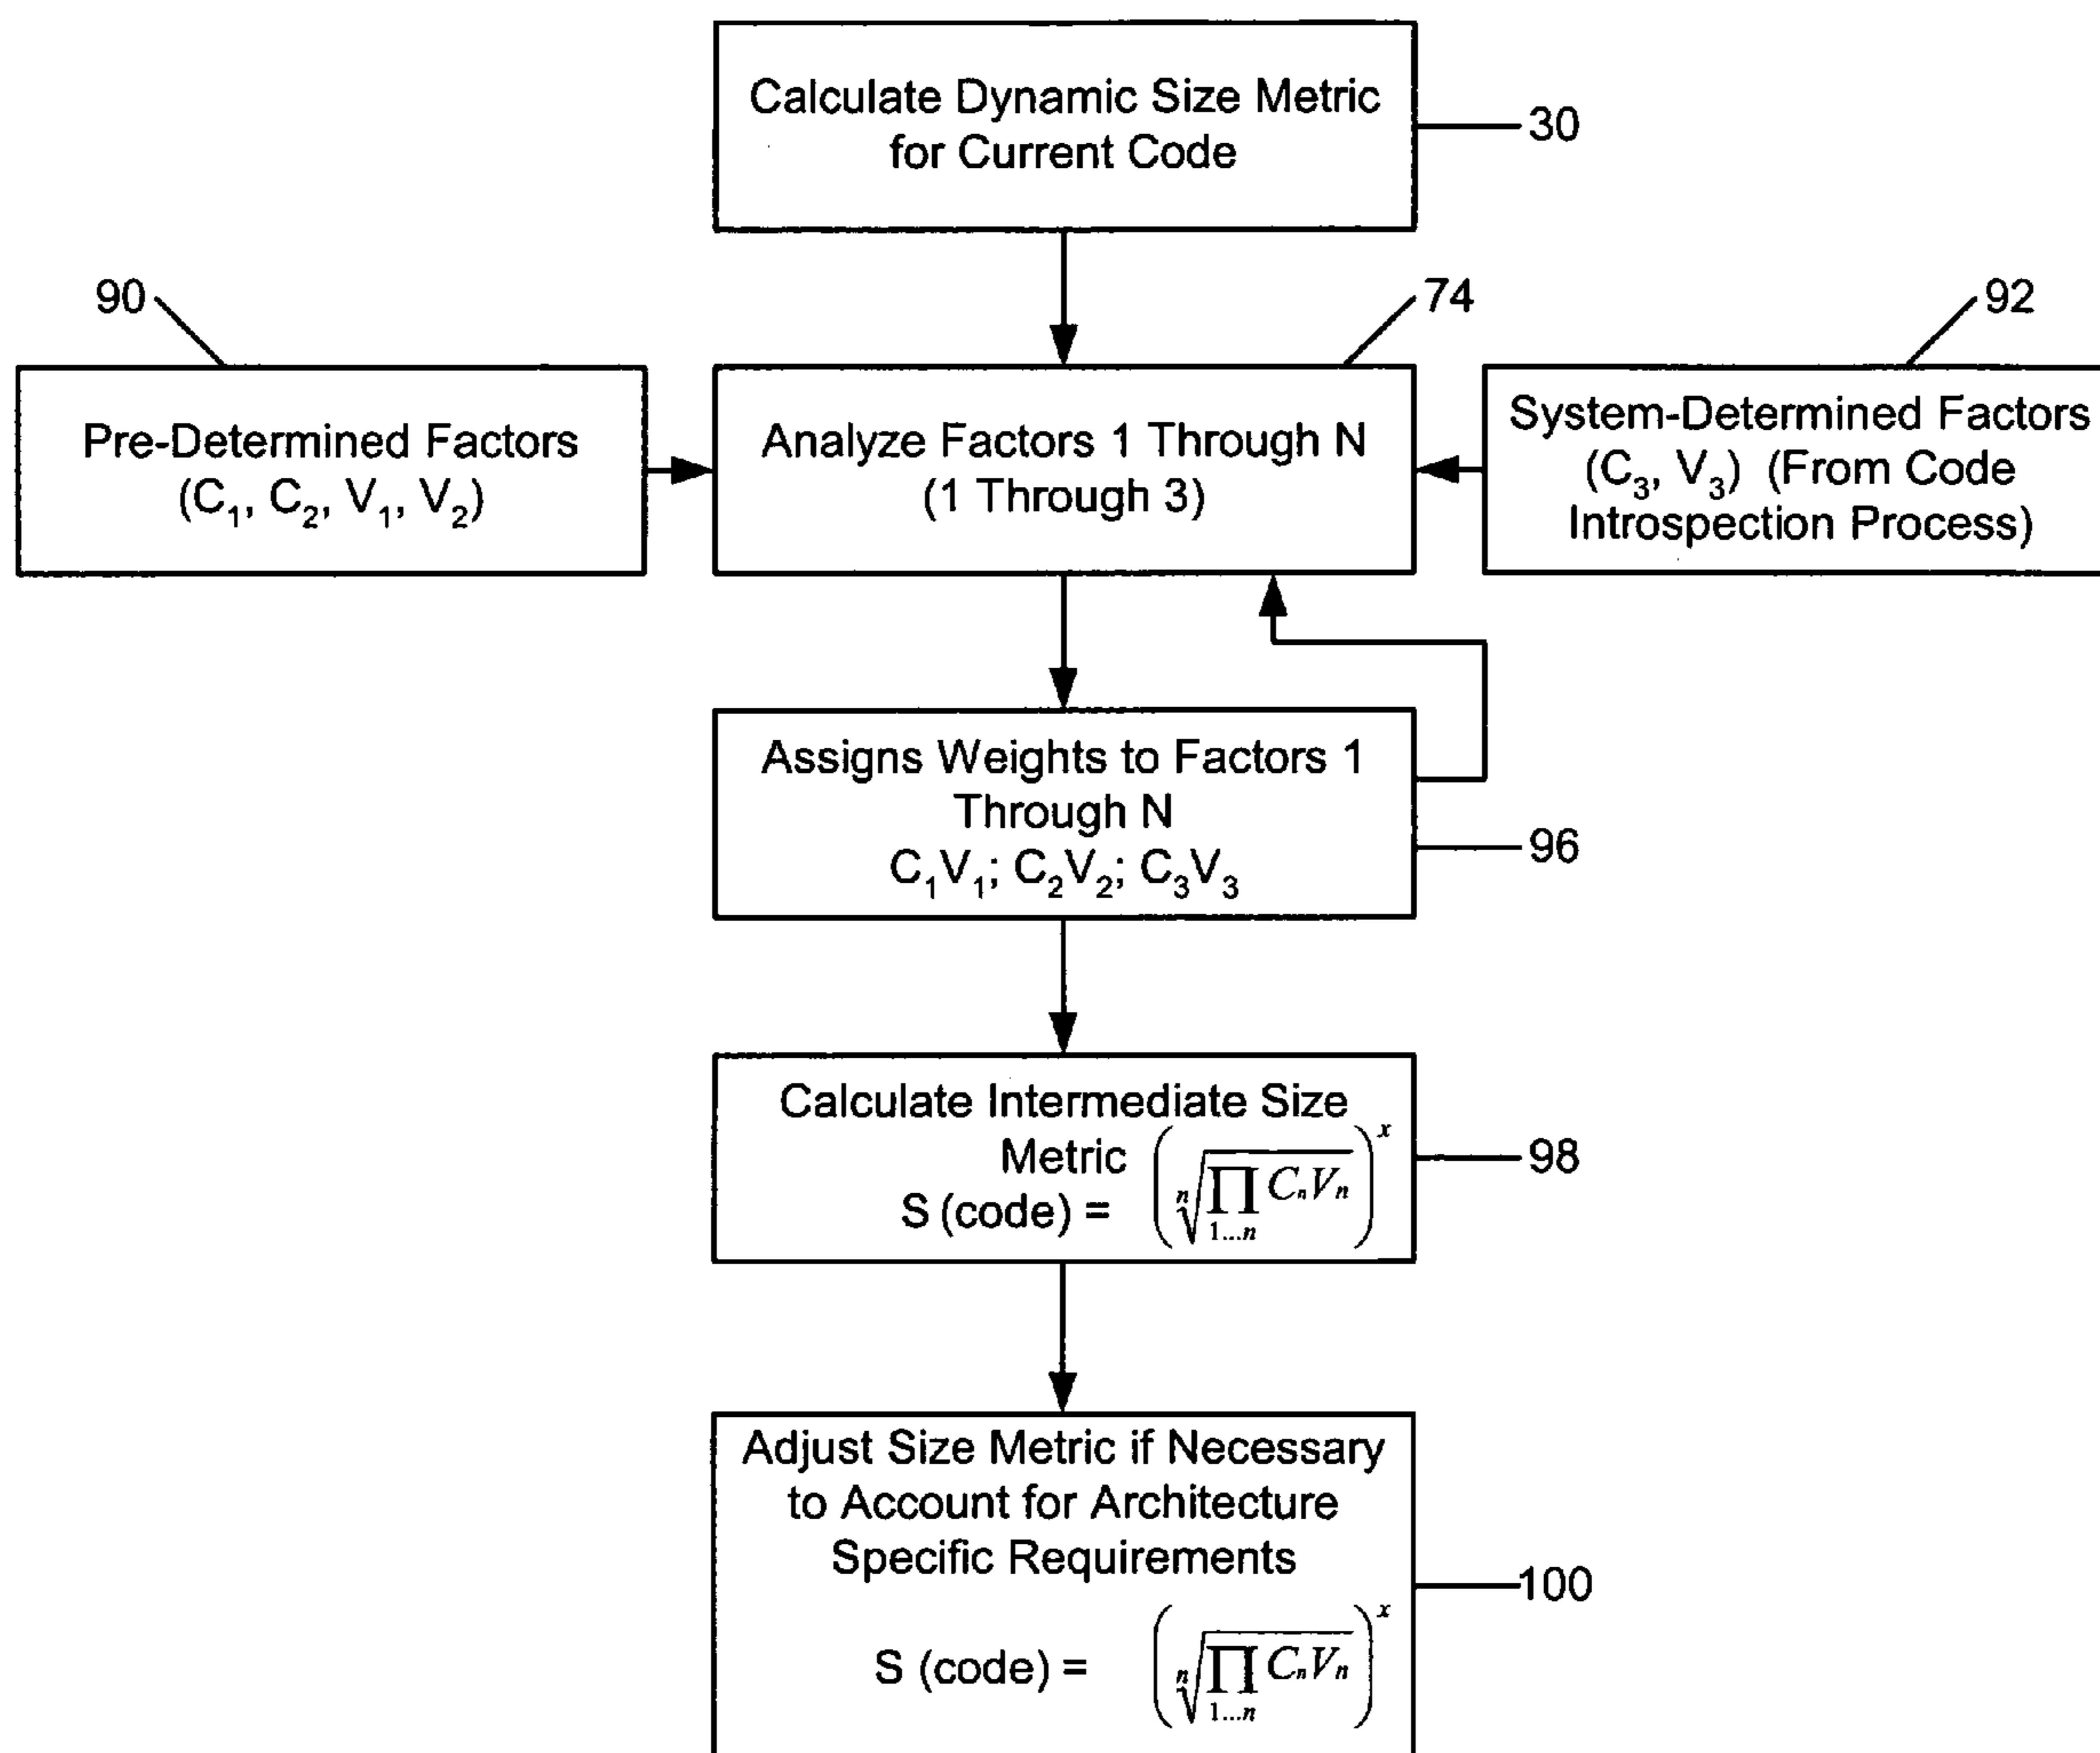 Calculate Dynamic Size Metric
for Current Code
30
90
74
92
Pre-Determined Factors
(C₁, C₂, V₁, V₂)
Analyze Factors 1 Through N
(1 Through 3)
System-Determined Factors
(C₃, V₃) (From Code
Introspection Process)
Assigns Weights to Factors 1
Through N
C₁V₁; C₂V₂; C₃V₃
96
Calculate Intermediate Size
Metric
S (code) = (ⁿ√∏ CₙVₙ)ˣ
1...n
98
Adjust Size Metric if Necessary
to Account for Architecture
Specific Requirements
100
S (code) = (ⁿ√∏ CₙVₙ)ˣ
1...n